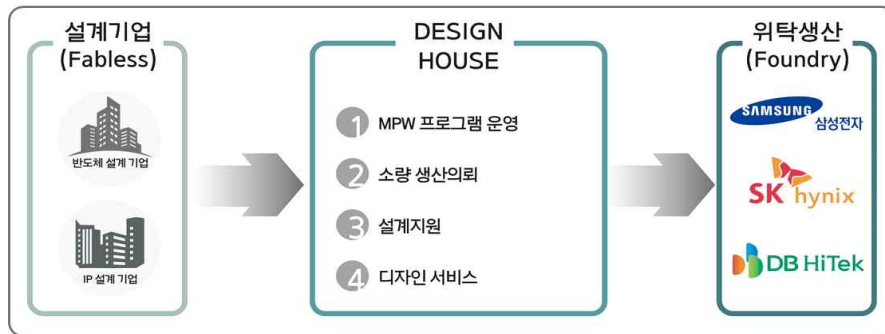 설계기업
(Fabless)
반도체 설계 기업
IP 설계 기업
DESIGN
HOUSE
1 MPW 프로그램 운영
2 소량 생산의뢰
3 설계지원
4 디자인 서비스
위탁생산
(Foundry)
SAMSUNG
삼성전자
SK hynix
DB HiTek